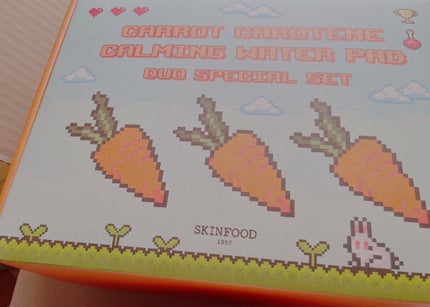 CARROT CAROTENE
CALMING WATER PAD
DUO SPECIAL SET
SKINFOOD
1957